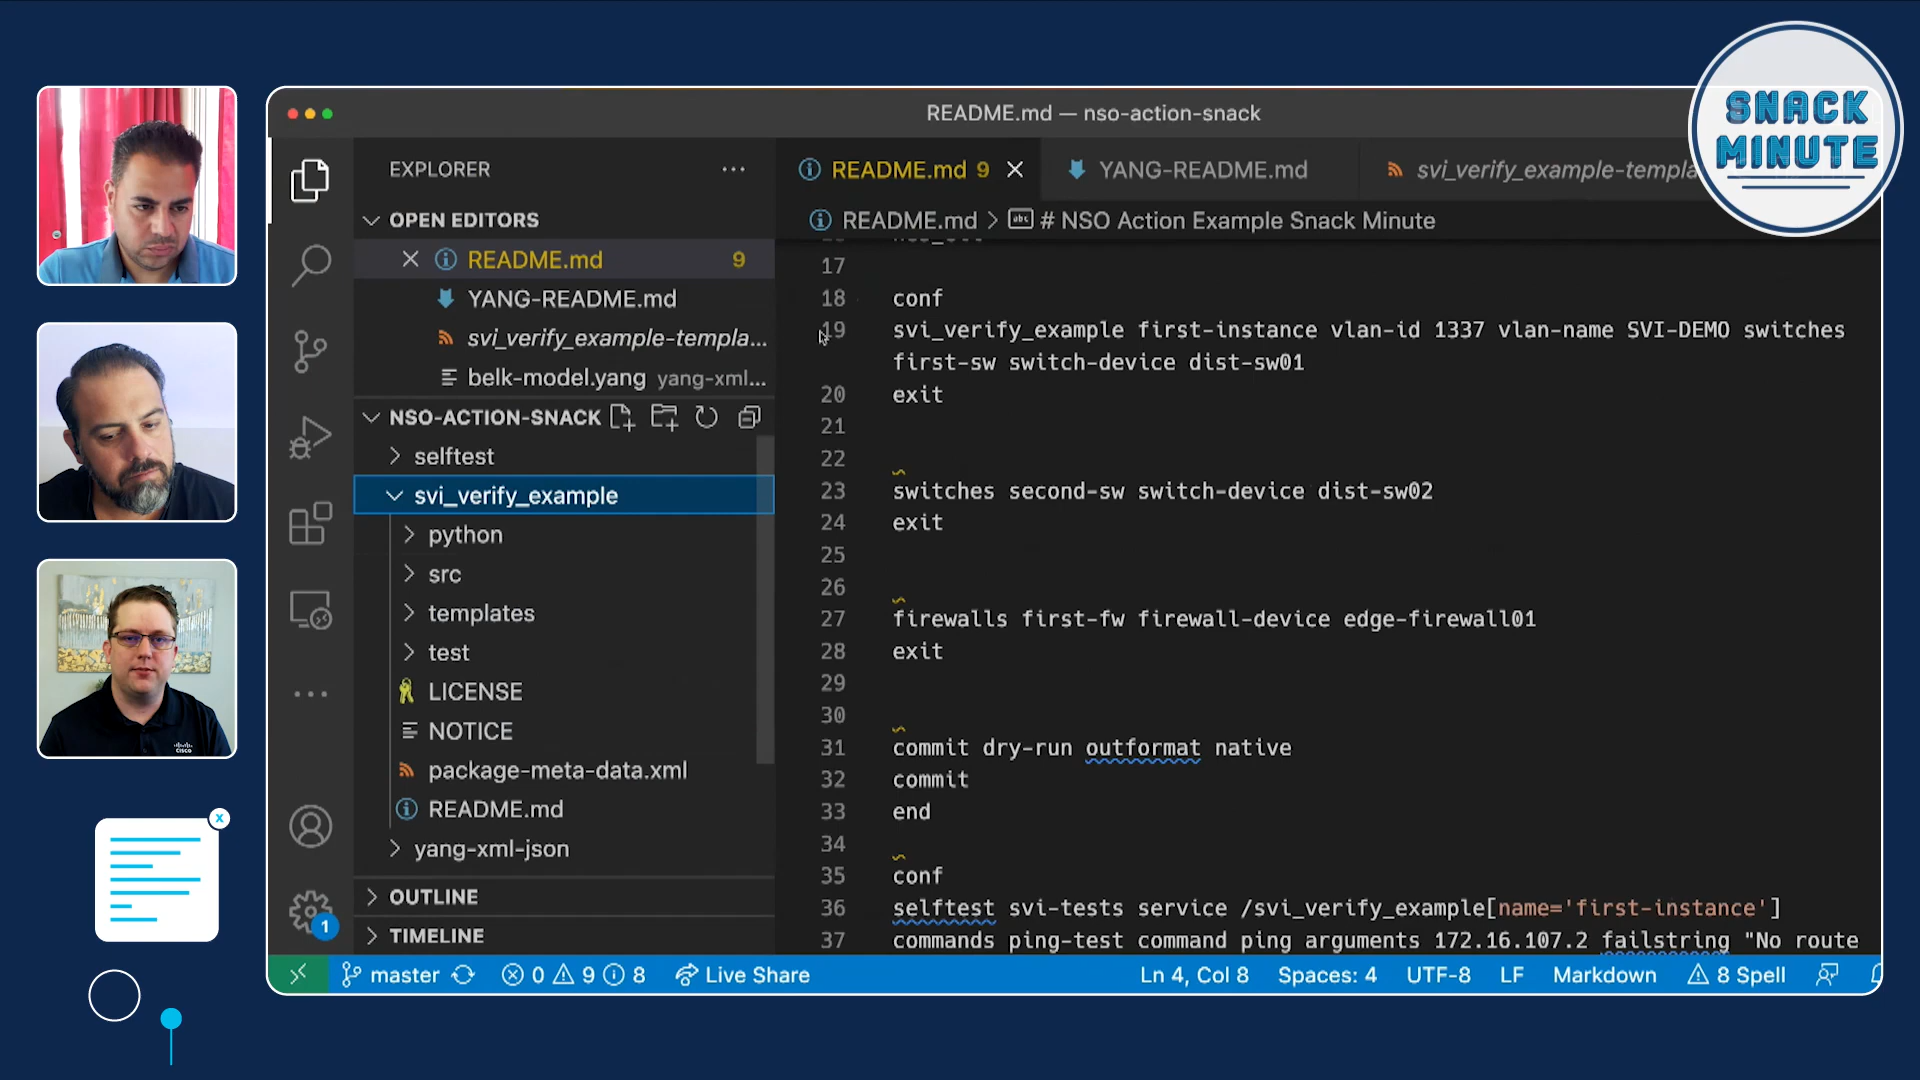 SNACK
MINUTE
README.md — nso-action-snack
EXPLORER
README.md 9
YANG-README.md
svi_verify_example-templa
OPEN EDITORS
README.md > # NSO Action Example Snack Minute
README.md 9
YANG-README.md
svi_verify_example-templa...
belk-model.yang yang-xml...
NSO-ACTION-SNACK
selftest
svi_verify_example
python
src
templates
test
LICENSE
NOTICE
package-meta-data.xml
README.md
yang-xml-json
OUTLINE
TIMELINE
17
18 conf
19 svi_verify_example first-instance vlan-id 1337 vlan-name SVI-DEMO switches
first-sw switch-device dist-sw01
20 exit
21
22
23 switches second-sw switch-device dist-sw02
24 exit
25
26
27 firewalls first-fw firewall-device edge-firewall01
28 exit
29
30
31 commit dry-run outformat native
32 commit
33 end
34
35 conf
36 selftest svi-tests service /svi_verify_example[name='first-instance']
37 commands ping-test command ping arguments 172.16.107.2 failstring "No route
1
master 0 9 8 Live Share Ln 4, Col 8 Spaces: 4 UTF-8 LF Markdown 8 Spell
x
CISCO